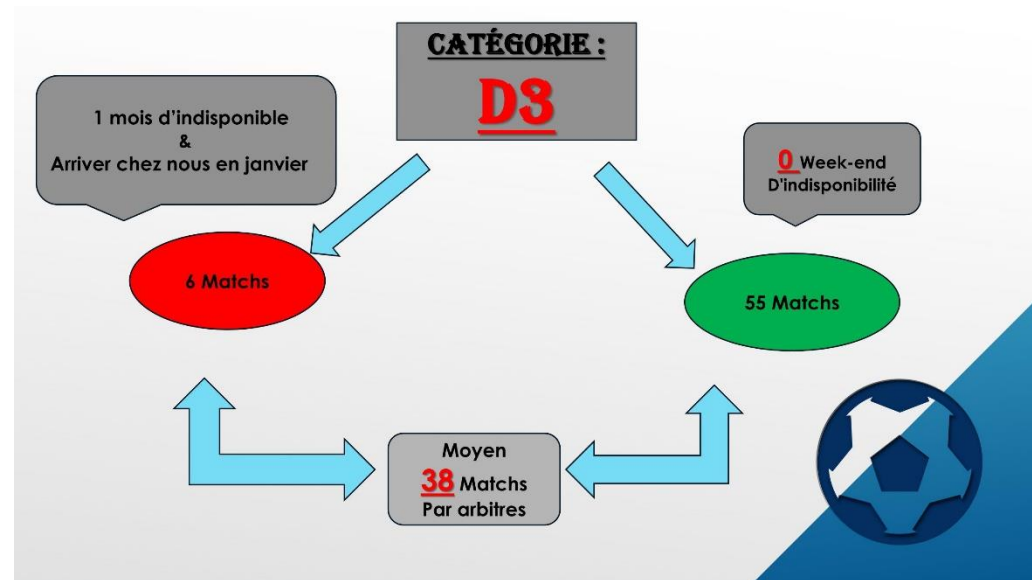 CATÉGORIE :
D3
1 mois d'indisponible
&
Arriver chez nous en janvier
0 Week-end
D'indisponibilité
6 Matchs
55 Matchs
Moyen
38 Matchs
Par arbitres